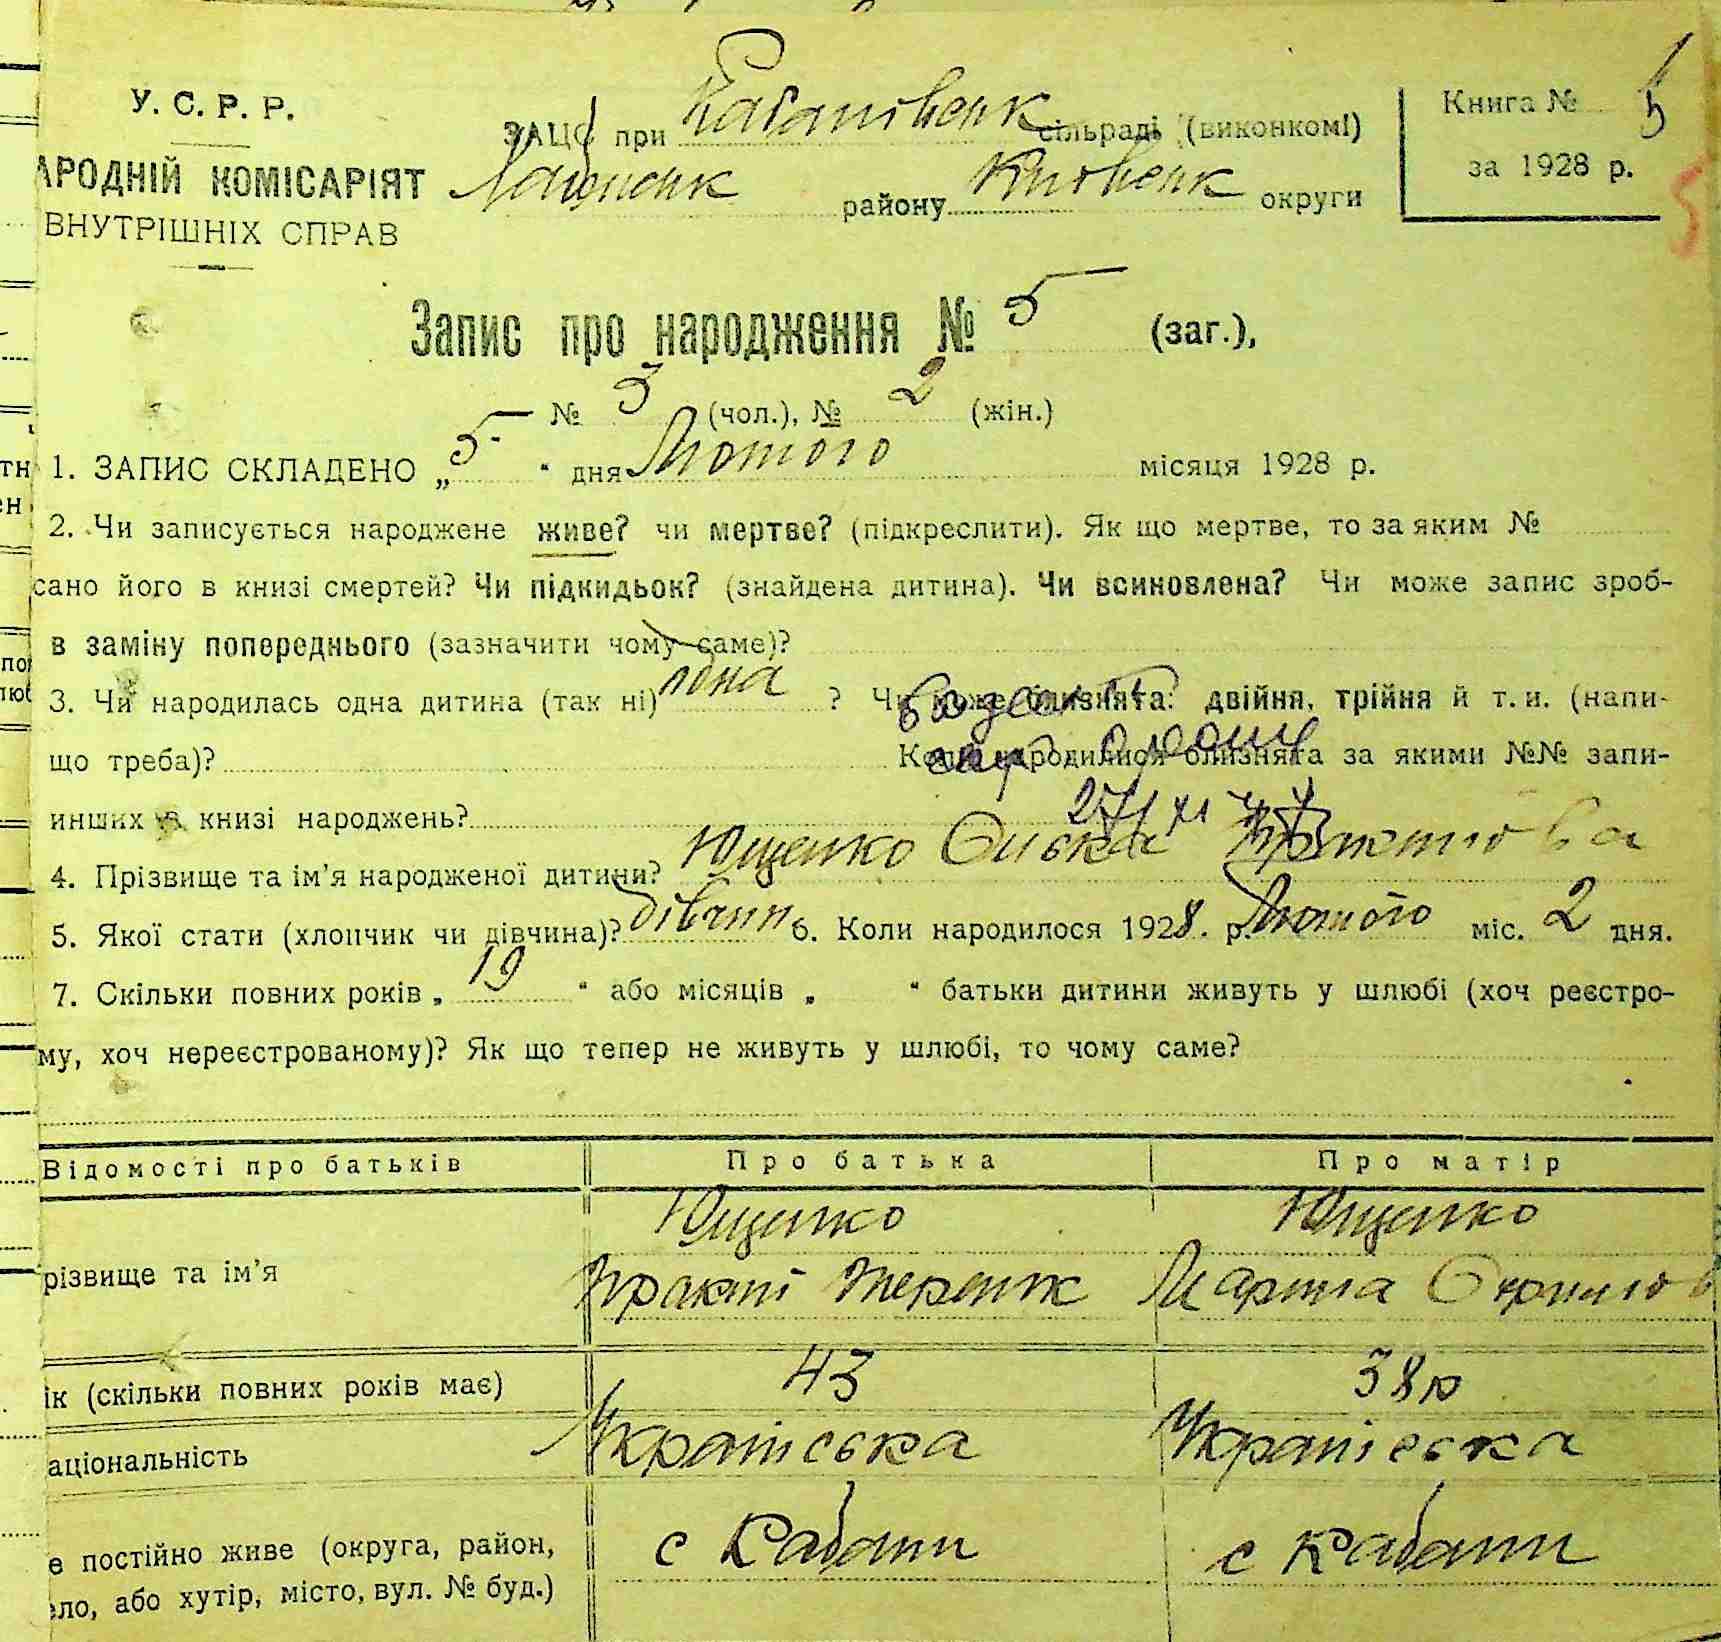 У. С. Р. Р.
ЗАЦС при сільраді (виконкомі)
Книга № 5
за 1928 р.
АРОДНІЙ КОМІСАРІЯТ
району Київськ округи
ВНУТРІШНІХ СПРАВ
5
Запис про народження № 5 (заг.),
№ 3 (чол.), № 2 (жін.)
1. ЗАПИС СКЛАДЕНО „ 5 “ дня Лютого місяця 1928 р.
2. Чи записується народжене живе? чи мертве? (підкреслити). Як що мертве, то за яким №
сано його в книзі смертей? Чи підкидьок? (знайдена дитина). Чи всиновлена? Чи може запис зроб-
в заміну попереднього (зазначити чому саме)?
3. Чи народилась одна дитина (так ні) одна ? Чи може близнята: двійня, трійня й т. и. (напи-
що треба)? Коли народилися близнята за якими №№ запи-
инших в книзі народжень?
4. Прізвище та ім’я народженої дитини? Ющенко
5. Якої стати (хлопчик чи дівчина)? дівчин 6. Коли народилося 1928. р. Лютого міс. 2 дня.
7. Скільки повних років „ 19 “ або місяців „ “ батьки дитини живуть у шлюбі (хоч реєстро-
му, хоч нереєстрованому)? Як що тепер не живуть у шлюбі, то чому саме?
Відомості про батьків Про батька Про матір
Ющенко Ющенко
різвище та ім’я
Марина
ік (скільки повних років має) 43 38 р
аціональність Українська Українська
е постійно живе (округа, район, с Кабани с Кабани
ело, або хутір, місто, вул. № буд.)